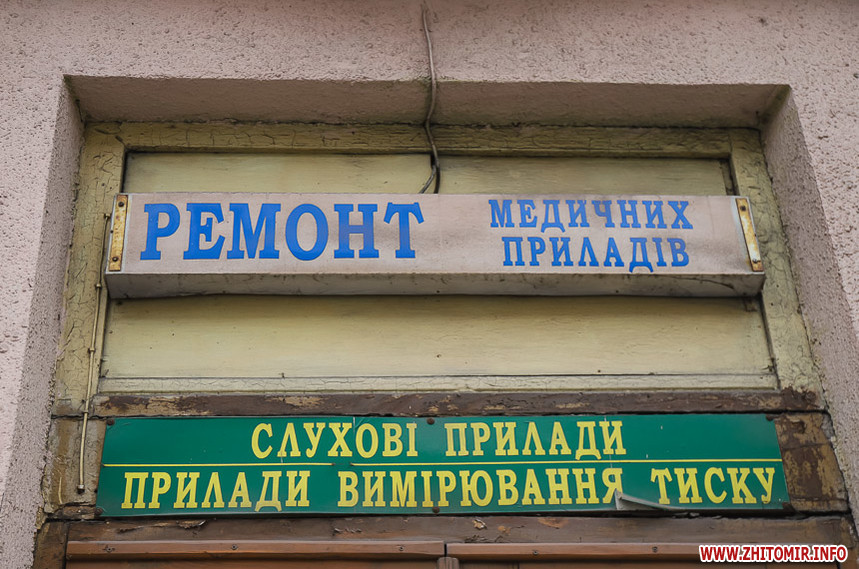 РЕМОНТ МЕДИЧНИХ
ПРИЛАДІВ
СЛУХОВІ ПРИЛАДИ
ПРИЛАДИ ВИМІРЮВАННЯ ТИСКУ
WWW.ZHITOMIR.INFO